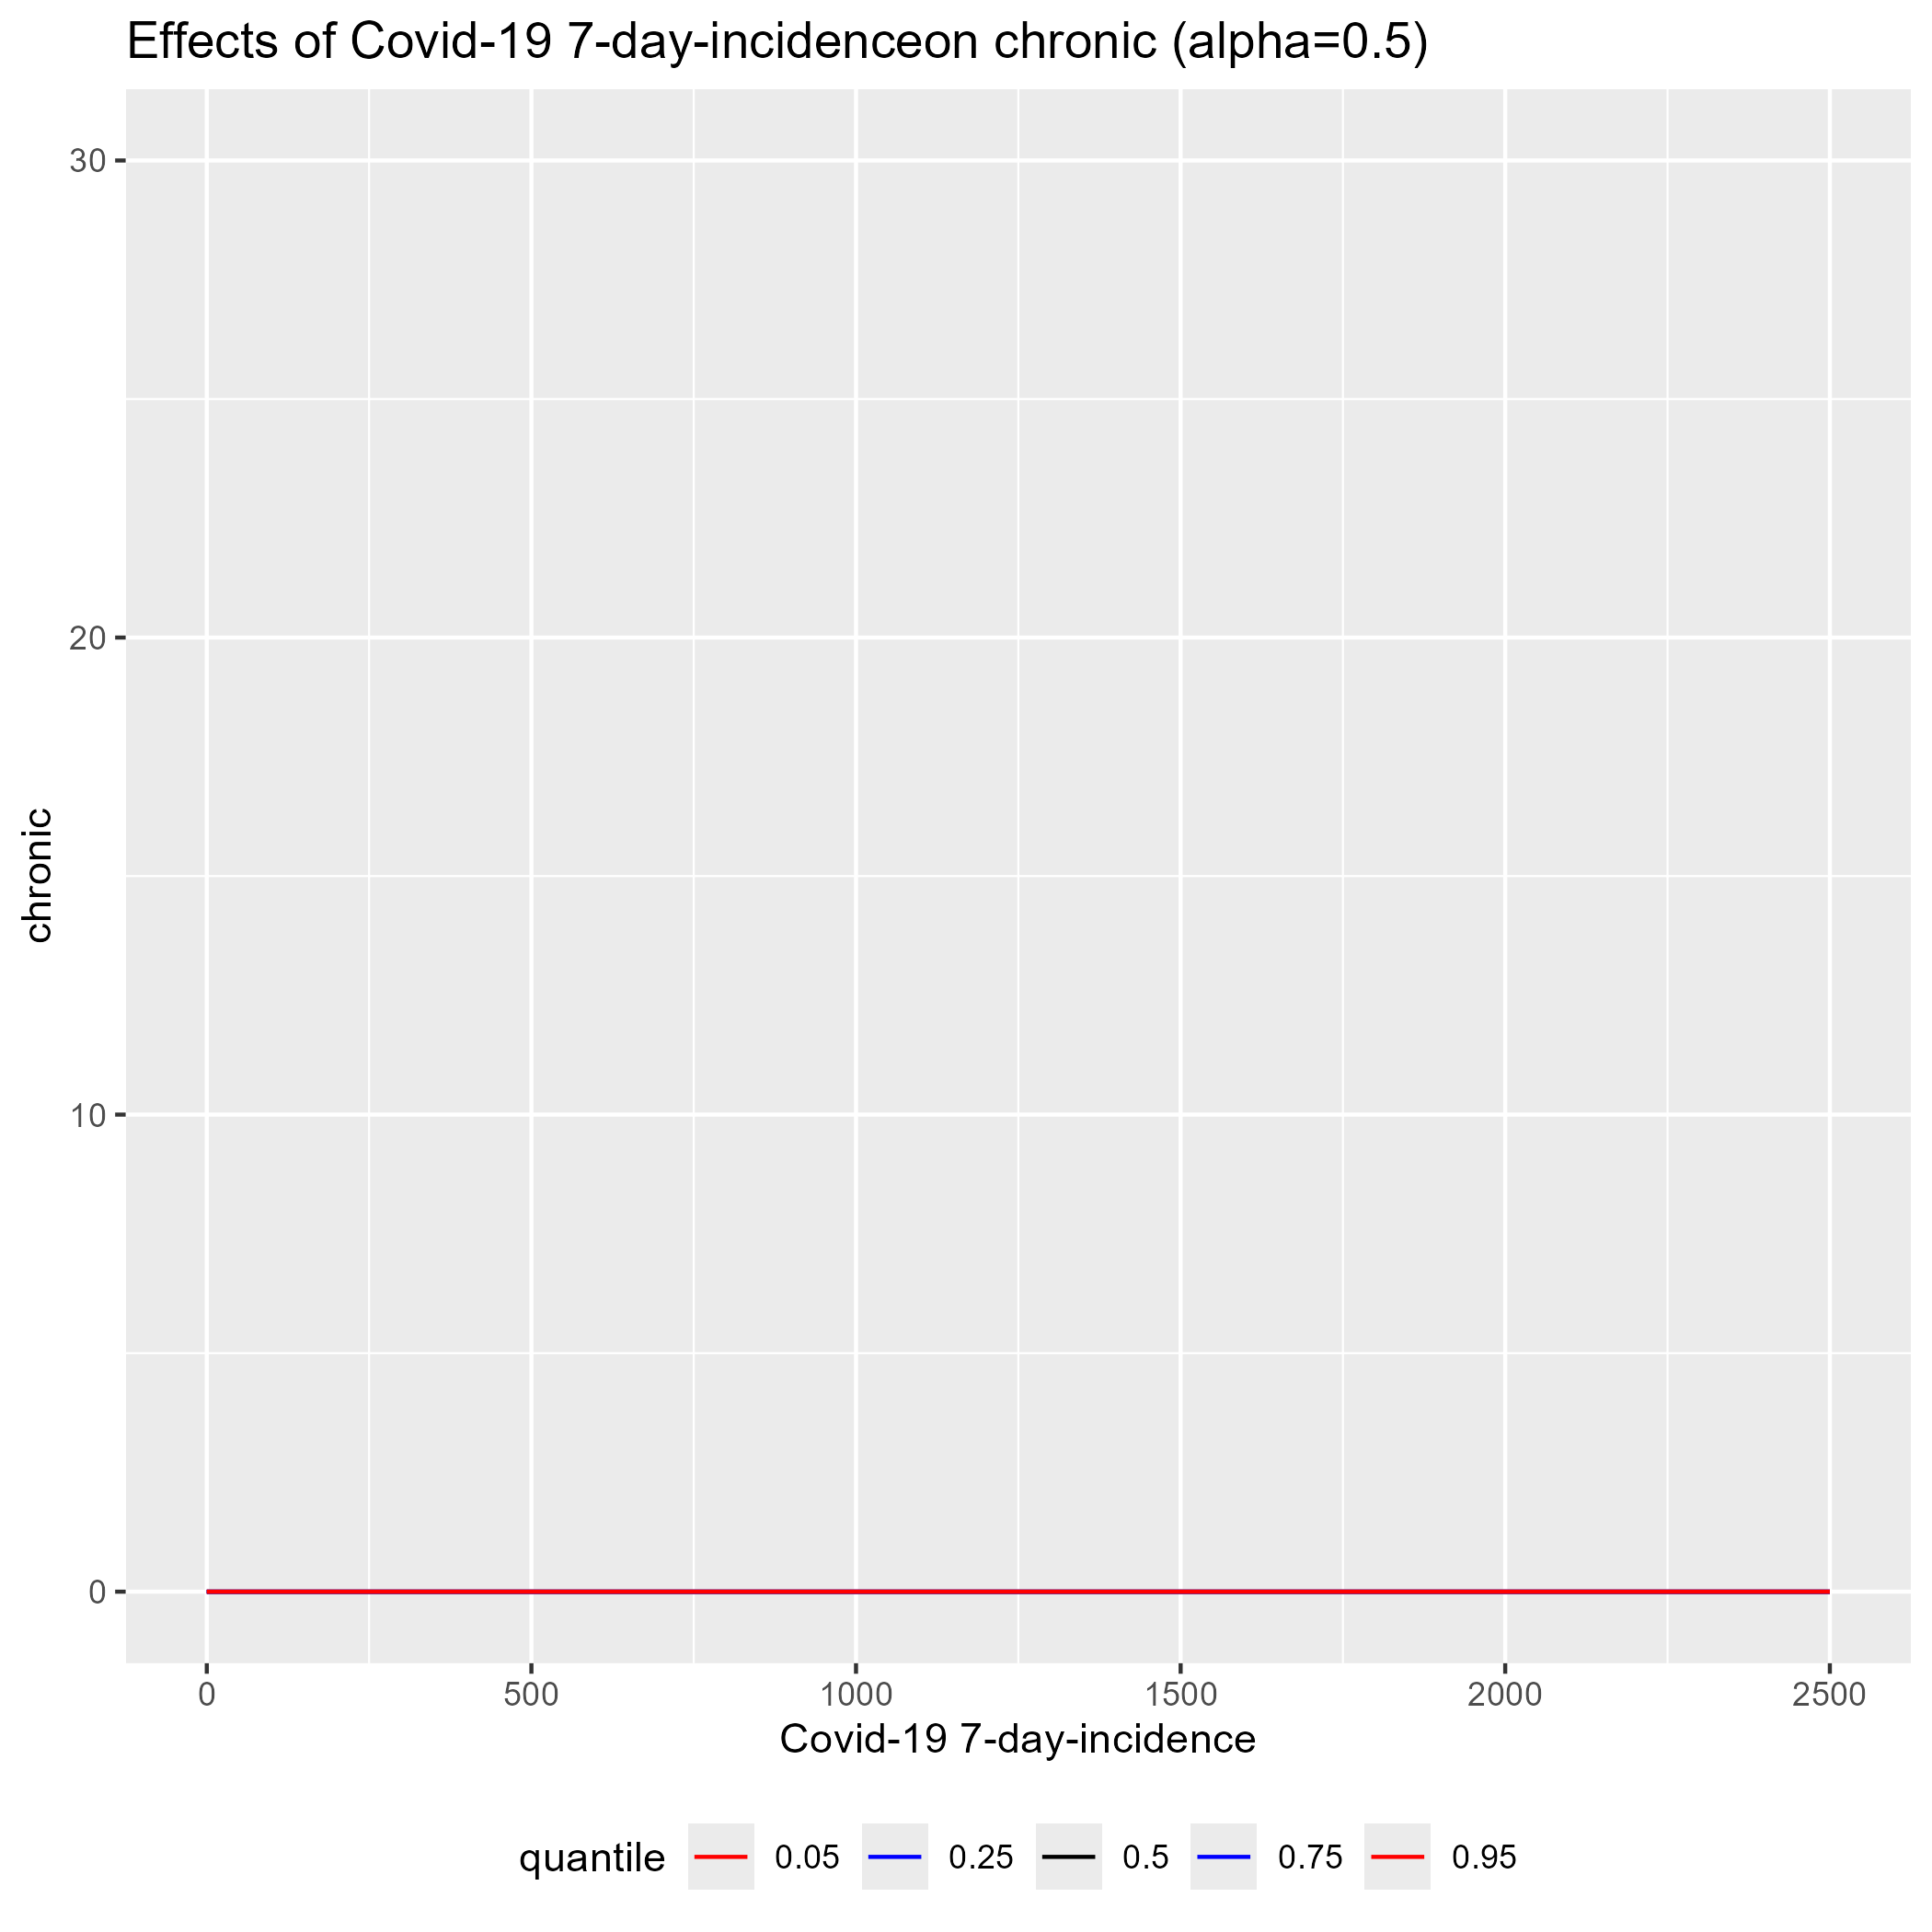 Effects of Covid-19 7-day-incidenceon chronic (alpha=0.5)
30
20
10
0
chronic
0 500 1000 1500 2000 2500
Covid-19 7-day-incidence
quantile 0.05 0.25 0.5 0.75 0.95